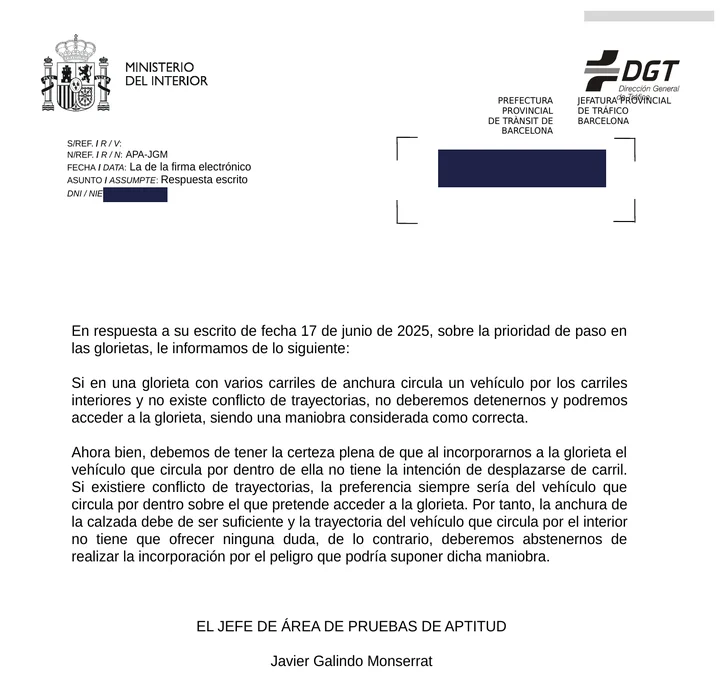 MINISTERIO
DEL INTERIOR
DGT
Dirección General
de Tráfico
PREFECTURA
PROVINCIAL
DE TRÀNSIT DE
BARCELONA
JEFATURA PROVINCIAL
DE TRÁFICO
BARCELONA
S/REF. / R / V:
N/REF. / R / N: APA-JGM
FECHA / DATA: La de la firma electrónico
ASUNTO / ASSUMPTE: Respuesta escrito
DNI / NIE
En respuesta a su escrito de fecha 17 de junio de 2025, sobre la prioridad de paso en
las glorietas, le informamos de lo siguiente:
Si en una glorieta con varios carriles de anchura circula un vehículo por los carriles
interiores y no existe conflicto de trayectorias, no deberemos detenernos y podremos
acceder a la glorieta, siendo una maniobra considerada como correcta.
Ahora bien, debemos de tener la certeza plena de que al incorporarnos a la glorieta el
vehículo que circula por dentro de ella no tiene la intención de desplazarse de carril.
Si existiere conflicto de trayectorias, la preferencia siempre sería del vehículo que
circula por dentro sobre el que pretende acceder a la glorieta. Por tanto, la anchura de
la calzada debe de ser suficiente y la trayectoria del vehículo que circula por el interior
no tiene que ofrecer ninguna duda, de lo contrario, deberemos abstenernos de
realizar la incorporación por el peligro que podría suponer dicha maniobra.
EL JEFE DE ÁREA DE PRUEBAS DE APTITUD
Javier Galindo Monserrat